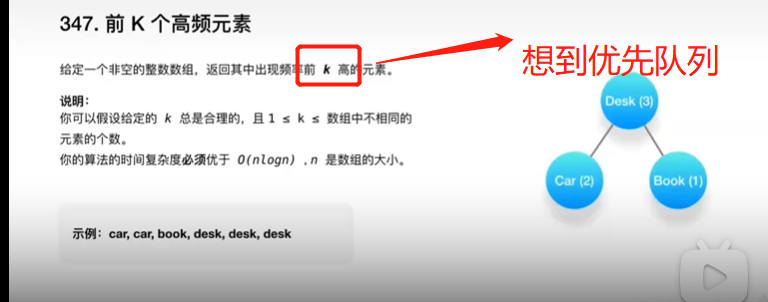 347. 前 K 个高频元素
想到优先队列
给定一个非空的整数数组，返回其中出现频率前 k 高的元素。
说明：
你可以假设给定的 k 总是合理的，且 1 ≤ k ≤ 数组中不相同的
元素的个数。
你的算法的时间复杂度必须优于 O(nlogn) ，n 是数组的大小。
示例：car, car, book, desk, desk, desk
Desk (3)
Car (2)
Book (1)